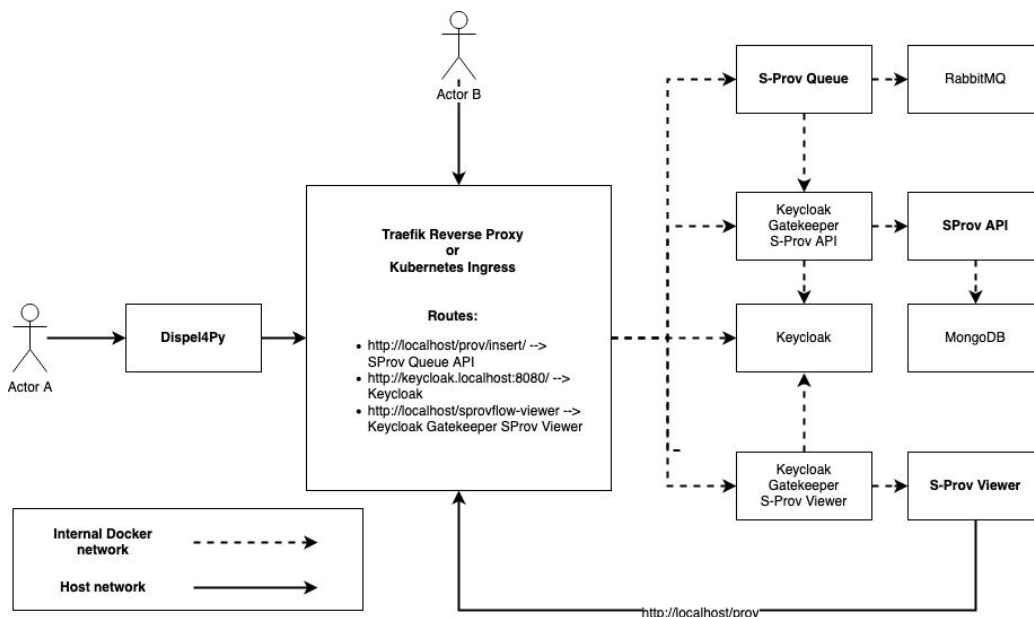 Actor B
S-Prov Queue
RabbitMQ
Traefik Reverse Proxy
or
Kubernetes Ingress
Routes:
• http://localhost/prov/insert/ -->
SProv Queue API
• http://keycloak.localhost:8080/ -->
Keycloak
• http://localhost/sprovflow-viewer -->
Keycloak Gatekeeper SProv Viewer
Keycloak
Gatekeeper
S-Prov API
SProv API
Actor A
Dispel4Py
Keycloak
MongoDB
Keycloak
Gatekeeper
S-Prov Viewer
S-Prov Viewer
Internal Docker
network
Host network
http://localhost/prov